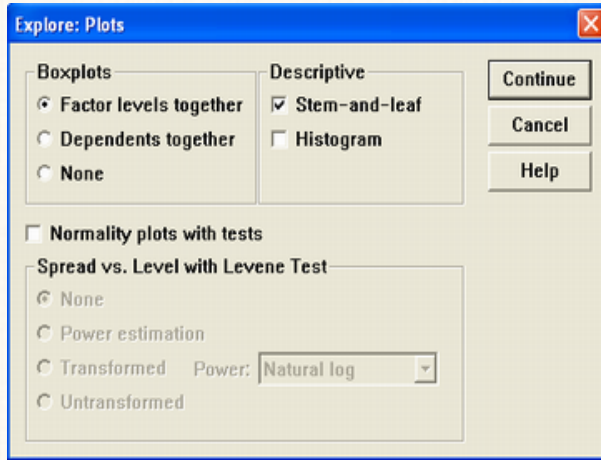 Explore: Plots
Boxplots
Factor levels together
Dependents together
None
Descriptive
Stem-and-leaf
Histogram
Continue
Cancel
Help
Normality plots with tests
Spread vs. Level with Levene Test
None
Power estimation
Transformed Power: Natural log
Untransformed